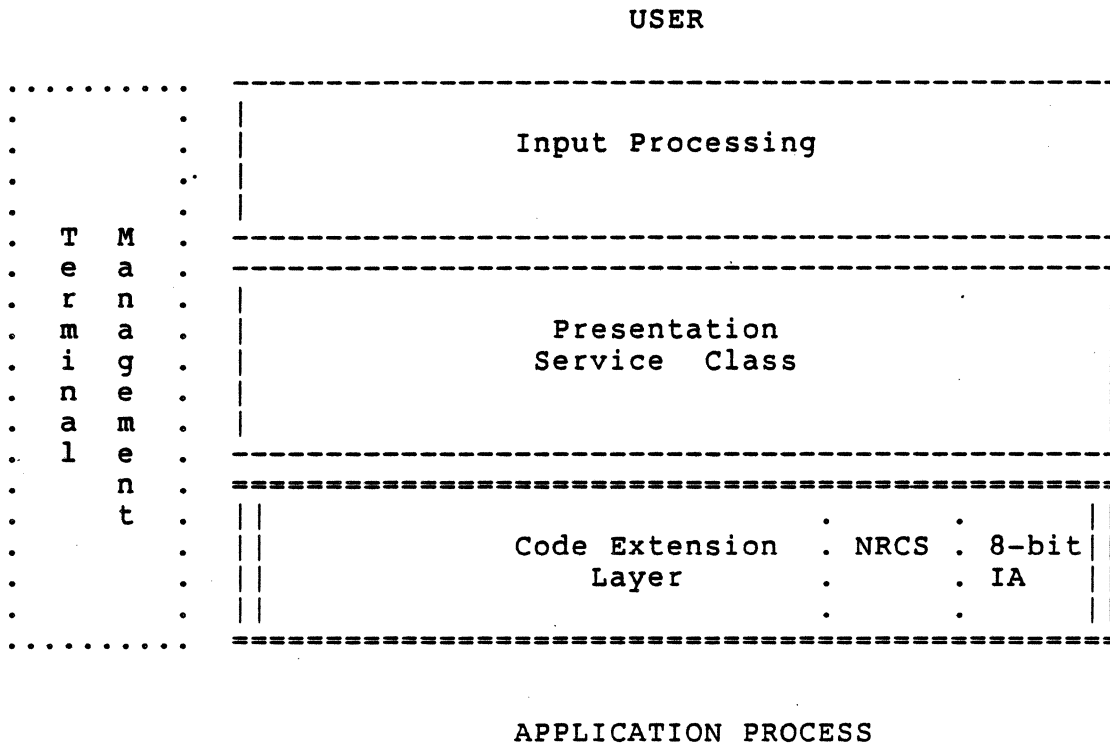 USER
Input Processing
Terminal
Management
Presentation
Service Class
Code Extension . NRCS . 8-bit
Layer . . IA
APPLICATION PROCESS